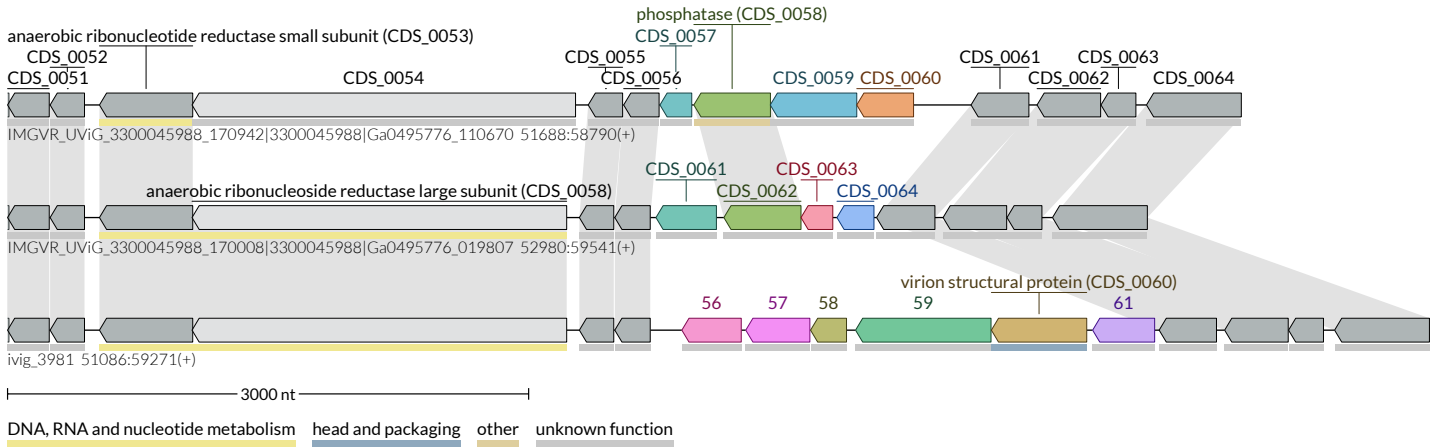 phosphatase (CDS_0058)
anaerobic ribonucleotide reductase small subunit (CDS_0053) CDS_0057
CDS_0052 CDS_0055 CDS_0061 CDS_0063
CDS_0051 CDS_0054 CDS_0056 CDS_0059 CDS_0060 CDS_0062 CDS_0064
IMGVR_UViG_3300045988_170942|3300045988|Ga0495776_110670 51688:58790(+)
CDS_0061 CDS_0063
anaerobic ribonucleoside reductase large subunit (CDS_0058) CDS_0062 CDS_0064
IMGVR_UViG_3300045988_170008|3300045988|Ga0495776_019807 52980:59541(+)
virion structural protein (CDS_0060)
56 57 58 59 61
ivig_3981 51086:59271(+)
3000 nt
DNA, RNA and nucleotide metabolism head and packaging other unknown function